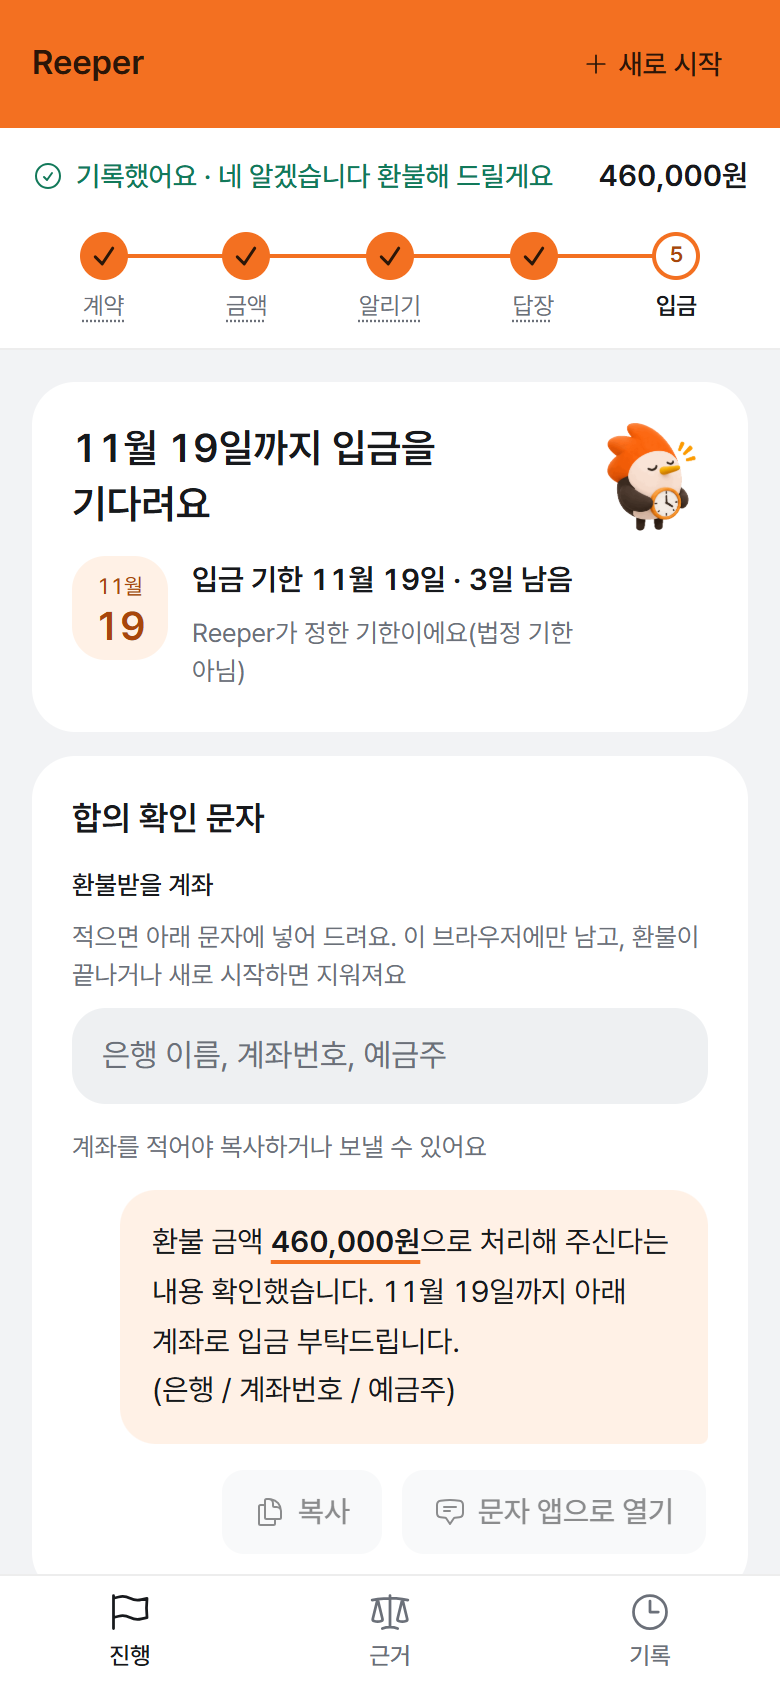 Reeper
+ 새로 시작
기록했어요 · 네 알겠습니다 환불해 드릴게요 460,000원
5
계약 금액 알리기 답장 입금
11월 19일까지 입금을
기다려요
11월
19
입금 기한 11월 19일 · 3일 남음
Reeper가 정한 기한이에요(법정 기한
아님)
합의 확인 문자
환불받을 계좌
적으면 아래 문자에 넣어 드려요. 이 브라우저에만 남고, 환불이
끝나거나 새로 시작하면 지워져요
은행 이름, 계좌번호, 예금주
계좌를 적어야 복사하거나 보낼 수 있어요
환불 금액 460,000원으로 처리해 주신다는
내용 확인했습니다. 11월 19일까지 아래
계좌로 입금 부탁드립니다.
(은행 / 계좌번호 / 예금주)
복사 문자 앱으로 열기
진행 근거 기록